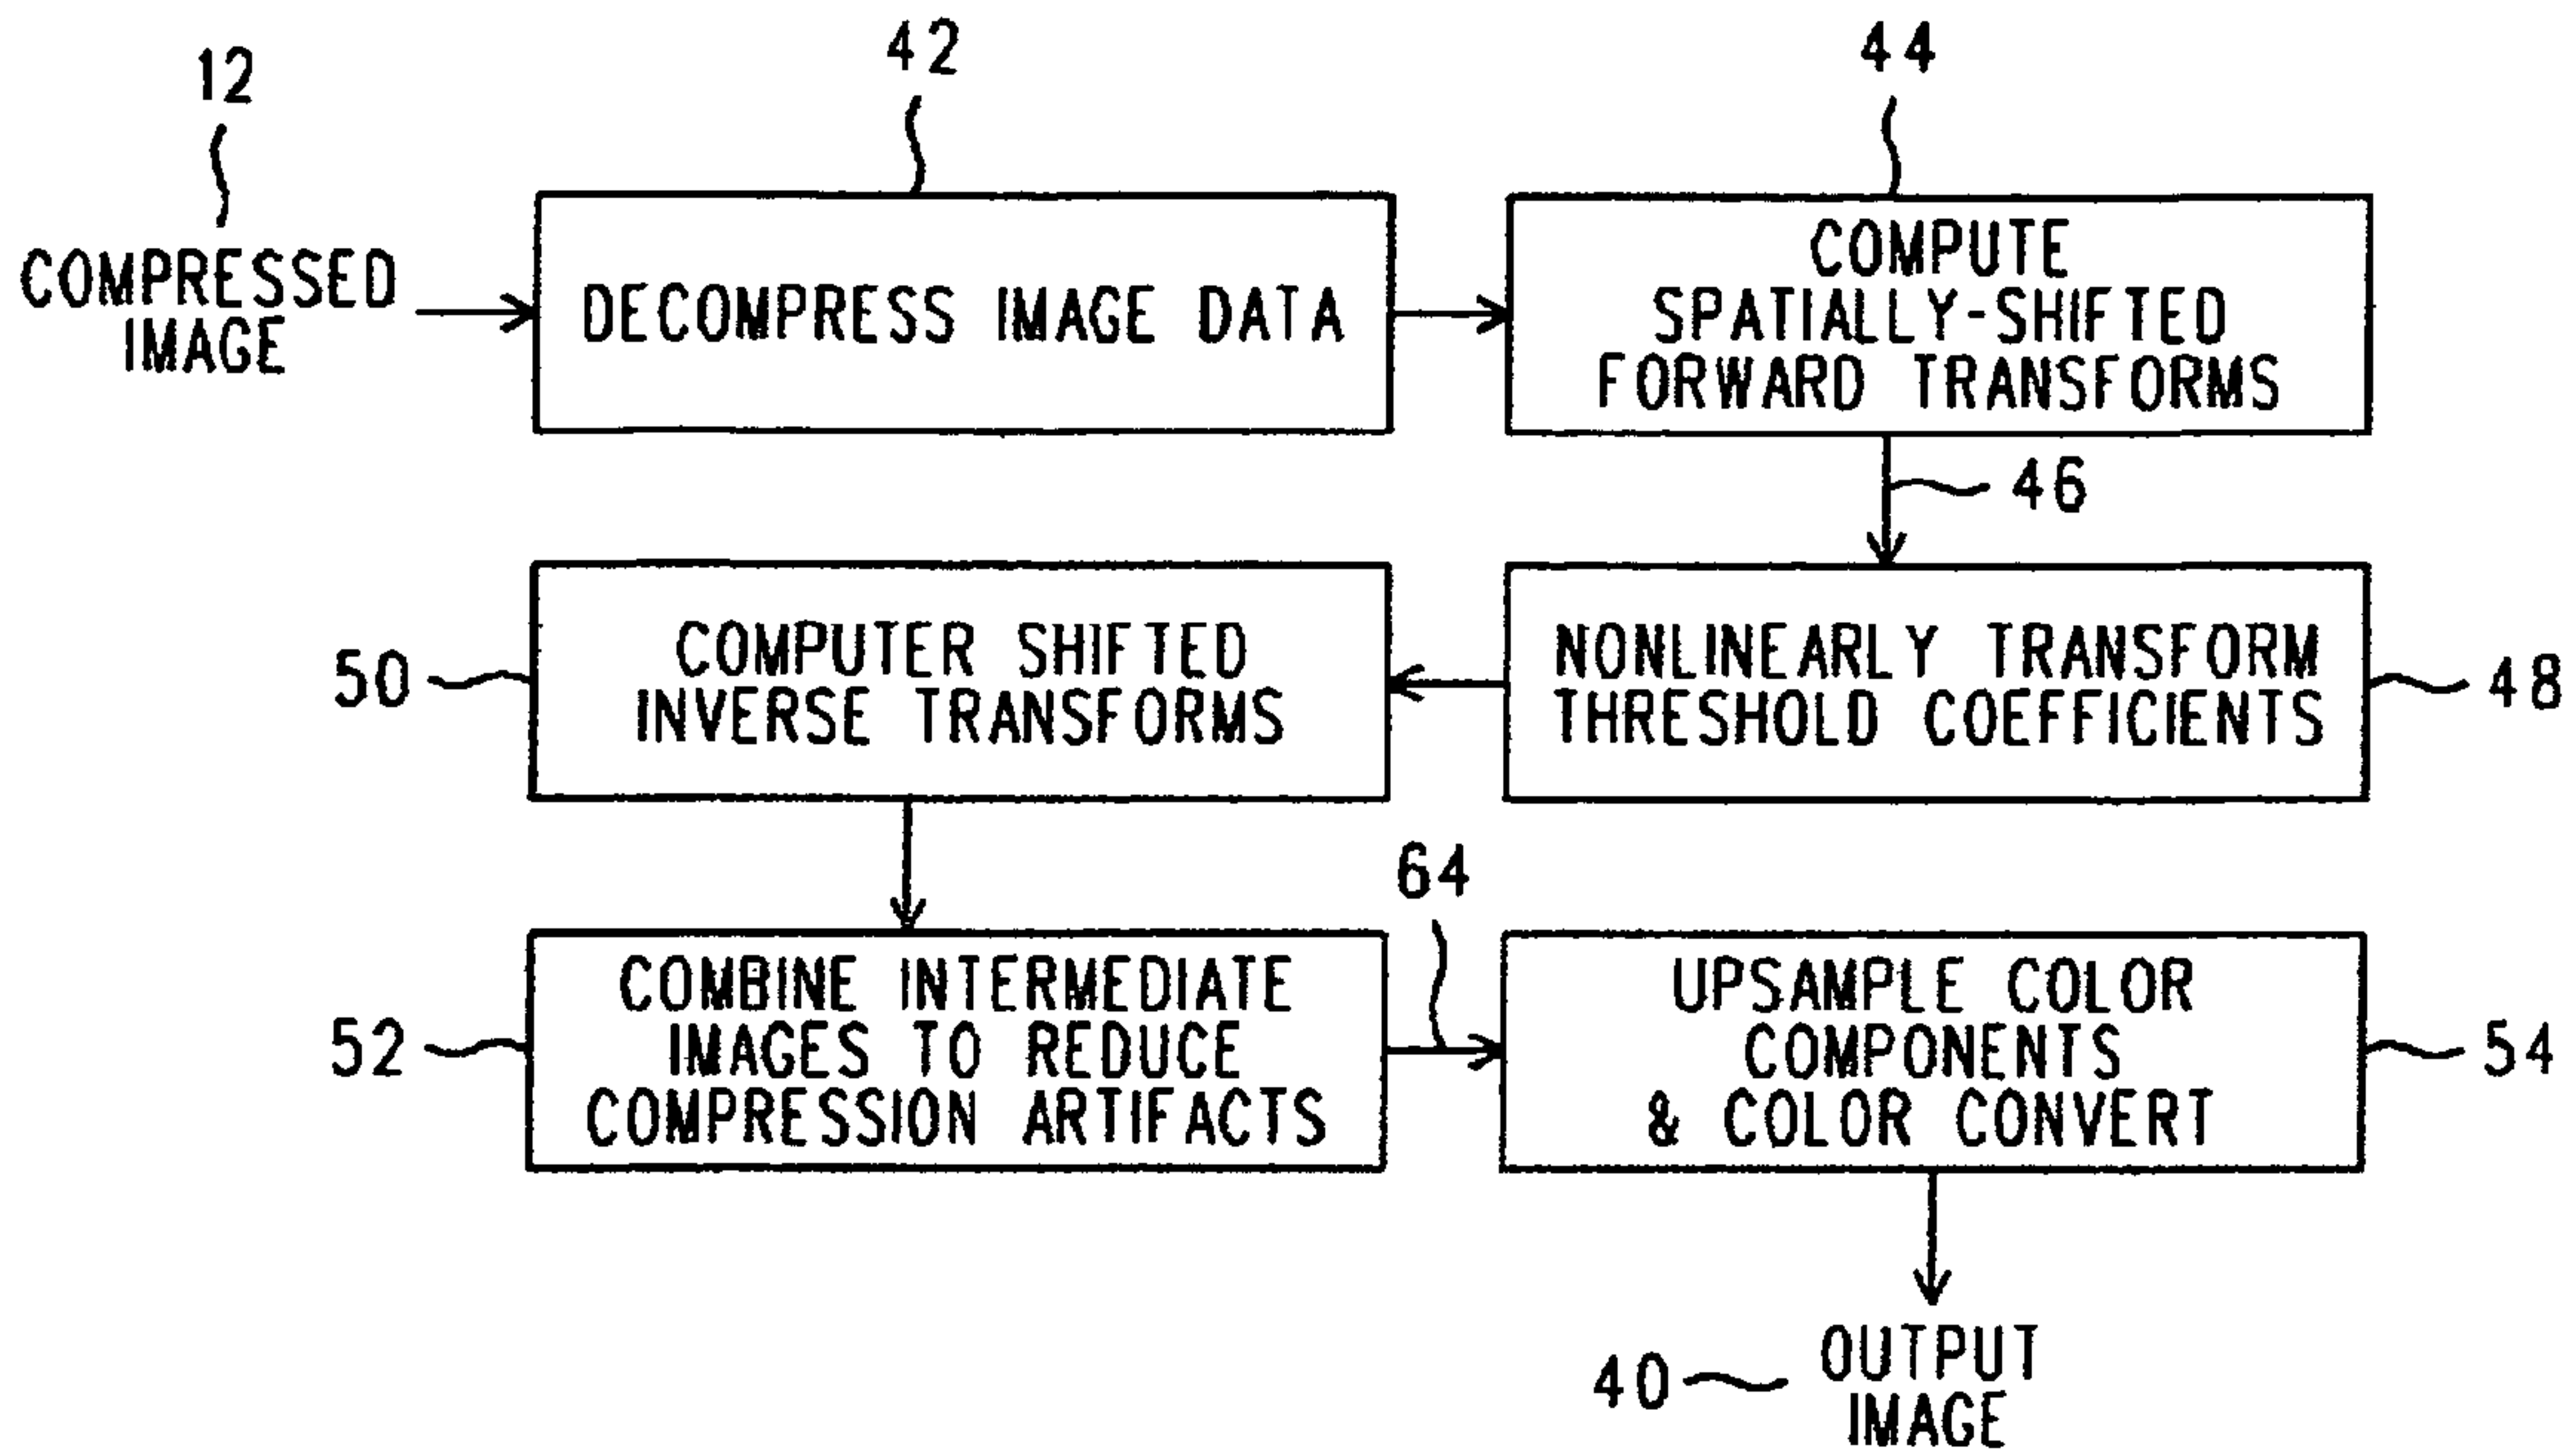 12
COMPRESSED
IMAGE
42
DECOMPRESS IMAGE DATA
44
COMPUTE
SPATIALLY-SHIFTED
FORWARD TRANSFORMS
46
NONLINEARLY TRANSFORM
THRESHOLD COEFFICIENTS
48
50
COMPUTER SHIFTED
INVERSE TRANSFORMS
52
COMBINE INTERMEDIATE
IMAGES TO REDUCE
COMPRESSION ARTIFACTS
64
UPSAMPLE COLOR
COMPONENTS
& COLOR CONVERT
54
40
OUTPUT
IMAGE